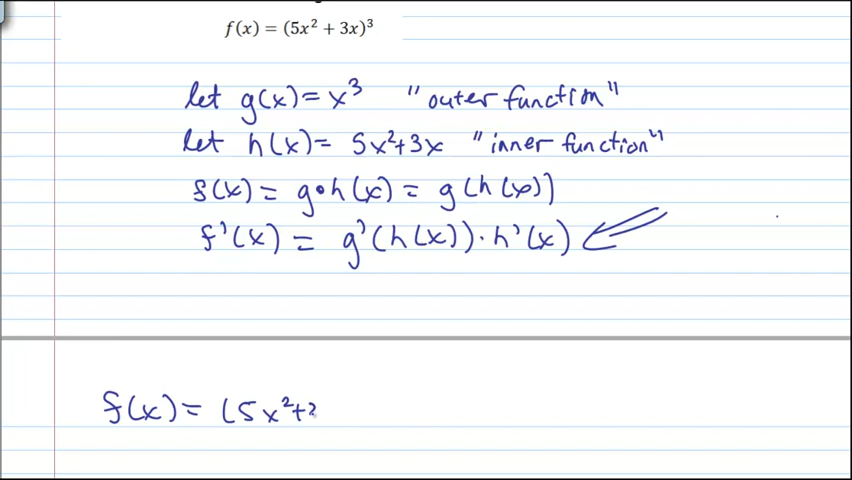 f(x) = (5x² + 3x)³
let g(x) = x³ "outer function"
let h(x) = 5x²+3x "inner function"
f(x) = g∘h(x) = g(h(x))
f'(x) = g'(h(x))·h'(x)
f(x) = (5x²+